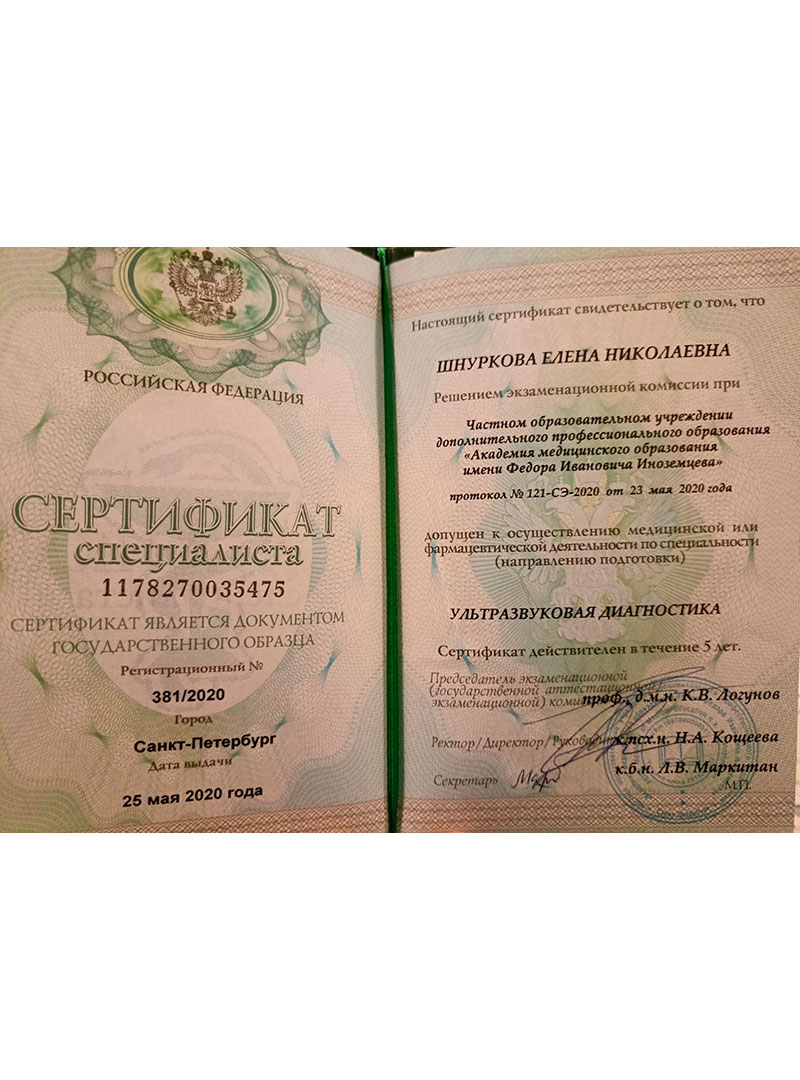 РОССИЙСКАЯ ФЕДЕРАЦИЯ
СЕРТИФИКАТ
специалиста
1178270035475
СЕРТИФИКАТ ЯВЛЯЕТСЯ ДОКУМЕНТОМ
ГОСУДАРСТВЕННОГО ОБРАЗЦА
Регистрационный №
381/2020
Город
Санкт-Петербург
Дата выдачи
25 мая 2020 года
Настоящий сертификат свидетельствует о том, что
ШНУРКОВА ЕЛЕНА НИКОЛАЕВНА
Решением экзаменационной комиссии при
Частном образовательном учреждении
дополнительного профессионального образования
«Академия медицинского образования
имени Федора Ивановича Иноземцева»
протокол № 121-СЭ-2020 от 23 мая 2020 года
допущен к осуществлению медицинской или
фармацевтической деятельности по специальности
(направлению подготовки)
УЛЬТРАЗВУКОВАЯ ДИАГНОСТИКА
Сертификат действителен в течение 5 лет.
Председатель экзаменационной
(государственной аттестационной,
экзаменационной) проф., д.м.н. К.В. Логунов
Ректор/Директор/ к.псх.н. Н.А. Кощеева
к.б.н. Л.В. Маркитан
Секретарь
М.П.